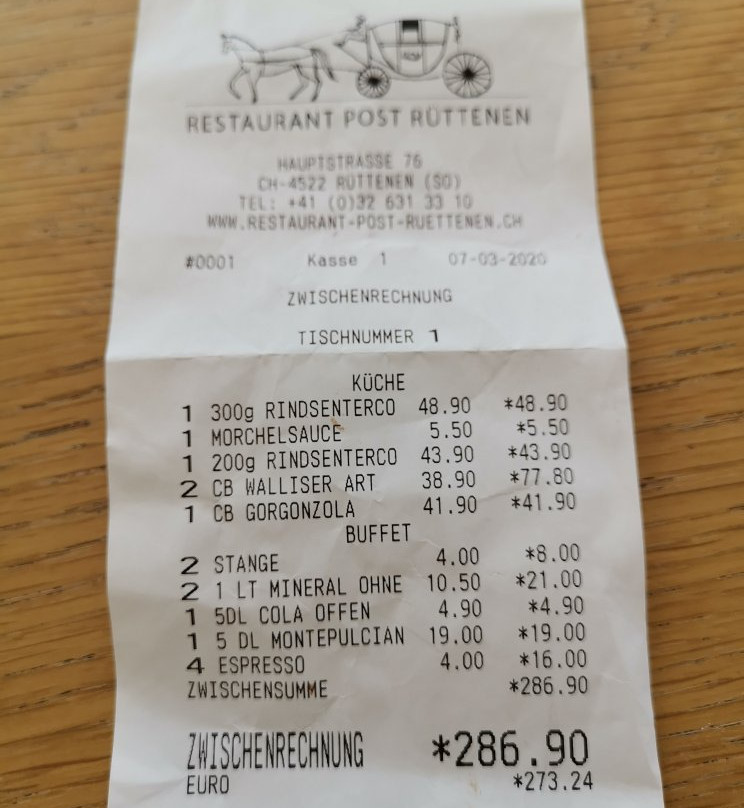 RESTAURANT POST RÜTTENEN
HAUPTSTRASSE 76
CH-4522 RÜTTENEN (SO)
TEL: +41 (0)32 631 33 10
WWW.RESTAURANT-POST-RUETTENEN.CH
#0001 Kasse 1 07-03-2020
ZWISCHENRECHNUNG
TISCHNUMMER 1
KÜCHE
1 300g RINDSENTERCO 48.90 *48.90
1 MORCHELSAUCE 5.50 *5.50
1 200g RINDSENTERCO 43.90 *43.90
2 CB WALLISER ART 38.90 *77.80
1 CB GORGONZOLA 41.90 *41.90
BUFFET
2 STANGE 4.00 *8.00
2 1 LT MINERAL OHNE 10.50 *21.00
1 5DL COLA OFFEN 4.90 *4.90
1 5 DL MONTEPULCIAN 19.00 *19.00
4 ESPRESSO 4.00 *16.00
ZWISCHENSUMME *286.90
ZWISCHENRECHNUNG *286.90
EURO *273.24